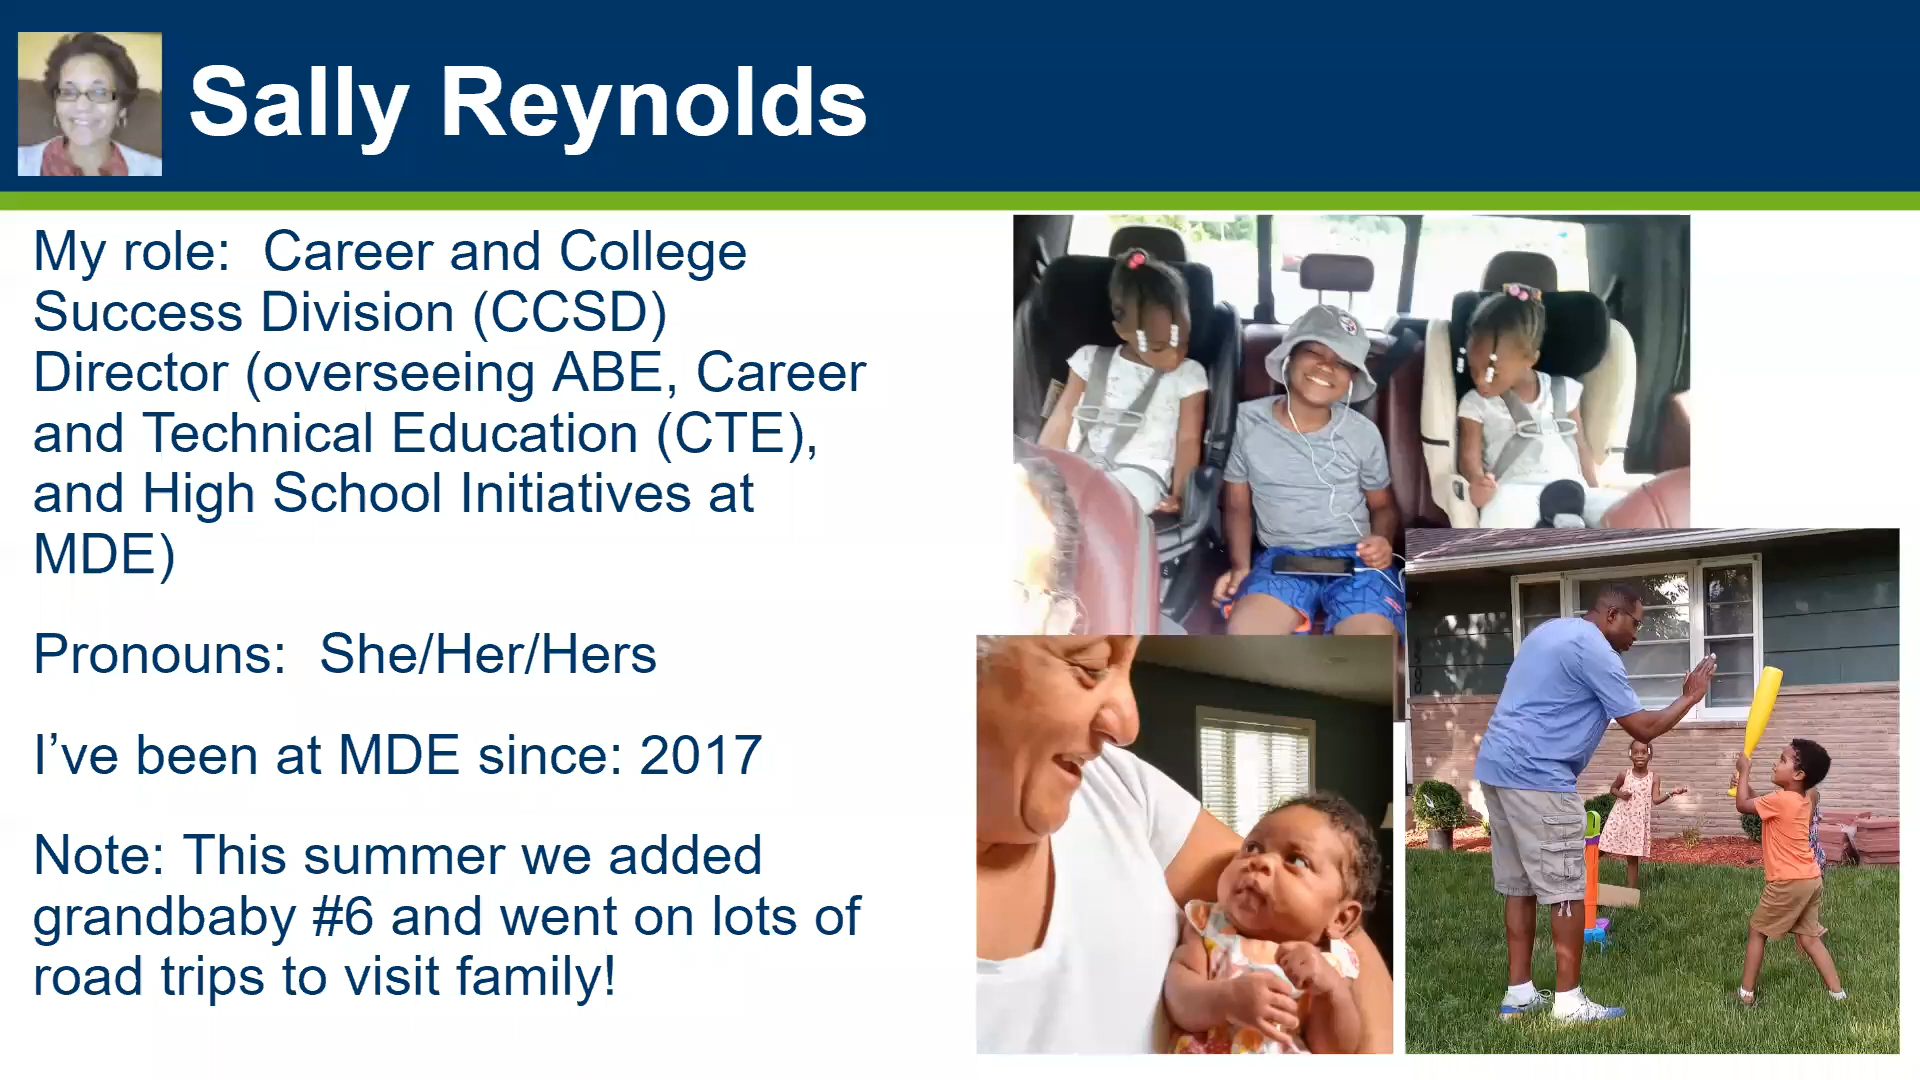 Sally Reynolds
My role:  Career and College
Success Division (CCSD)
Director (overseeing ABE, Career
and Technical Education (CTE),
and High School Initiatives at
MDE)
Pronouns:  She/Her/Hers
I’ve been at MDE since: 2017
Note: This summer we added
grandbaby #6 and went on lots of
road trips to visit family!